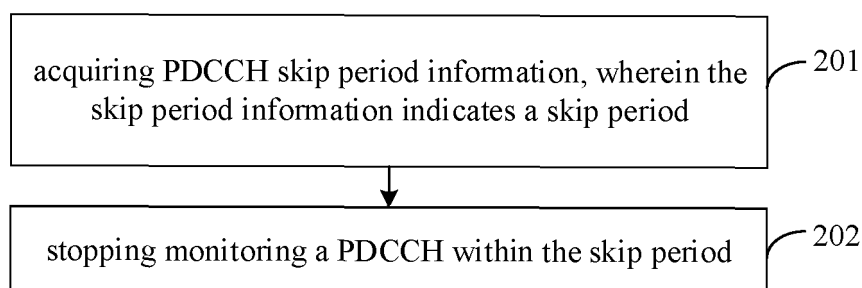 acquiring PDCCH skip period information, wherein the
skip period information indicates a skip period
201
stopping monitoring a PDCCH within the skip period
202